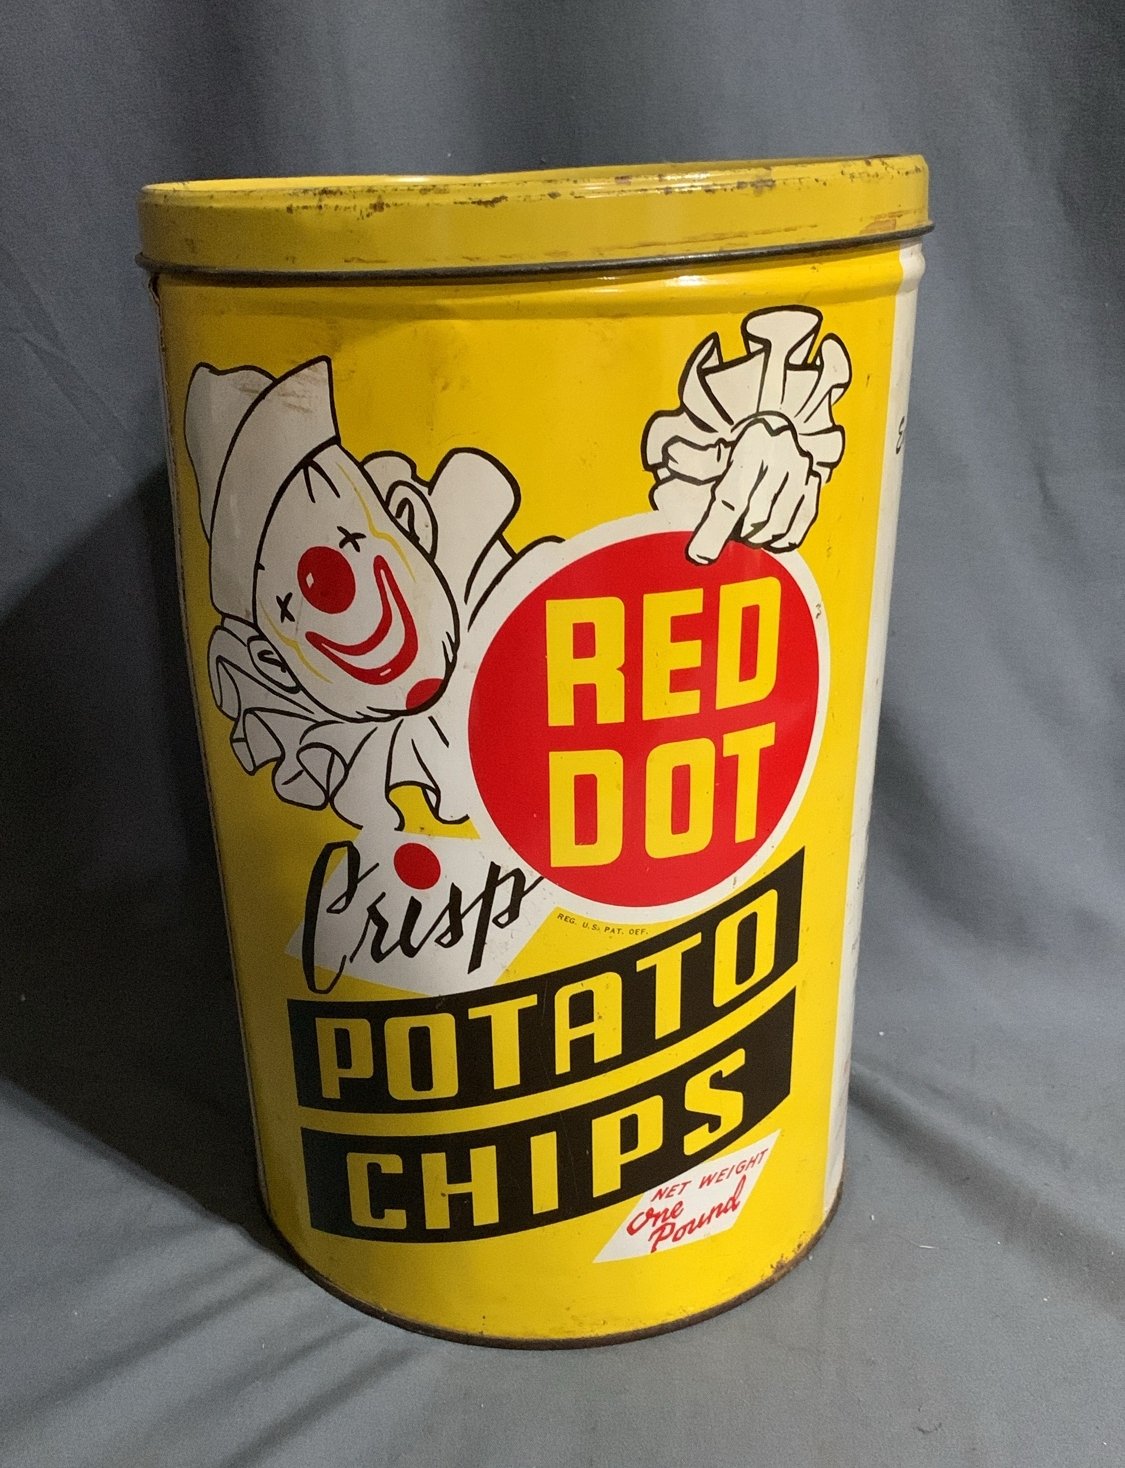 RED
DOT
Crisp
REG. U.S. PAT. OFF.
POTATO
CHIPS
NET WEIGHT
One
Pound